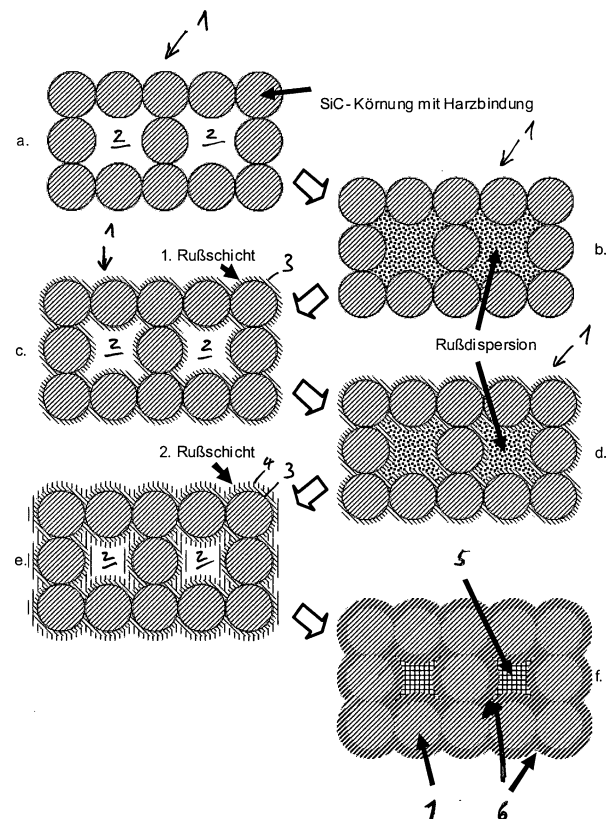 1
SiC-Körnung mit Harzbindung
a.
2 2
1
b.
1
1. Rußschicht
3
c.
2 2
Rußdispersion
1
d.
2. Rußschicht
4
3
e.
2 2
5
f.
1
6